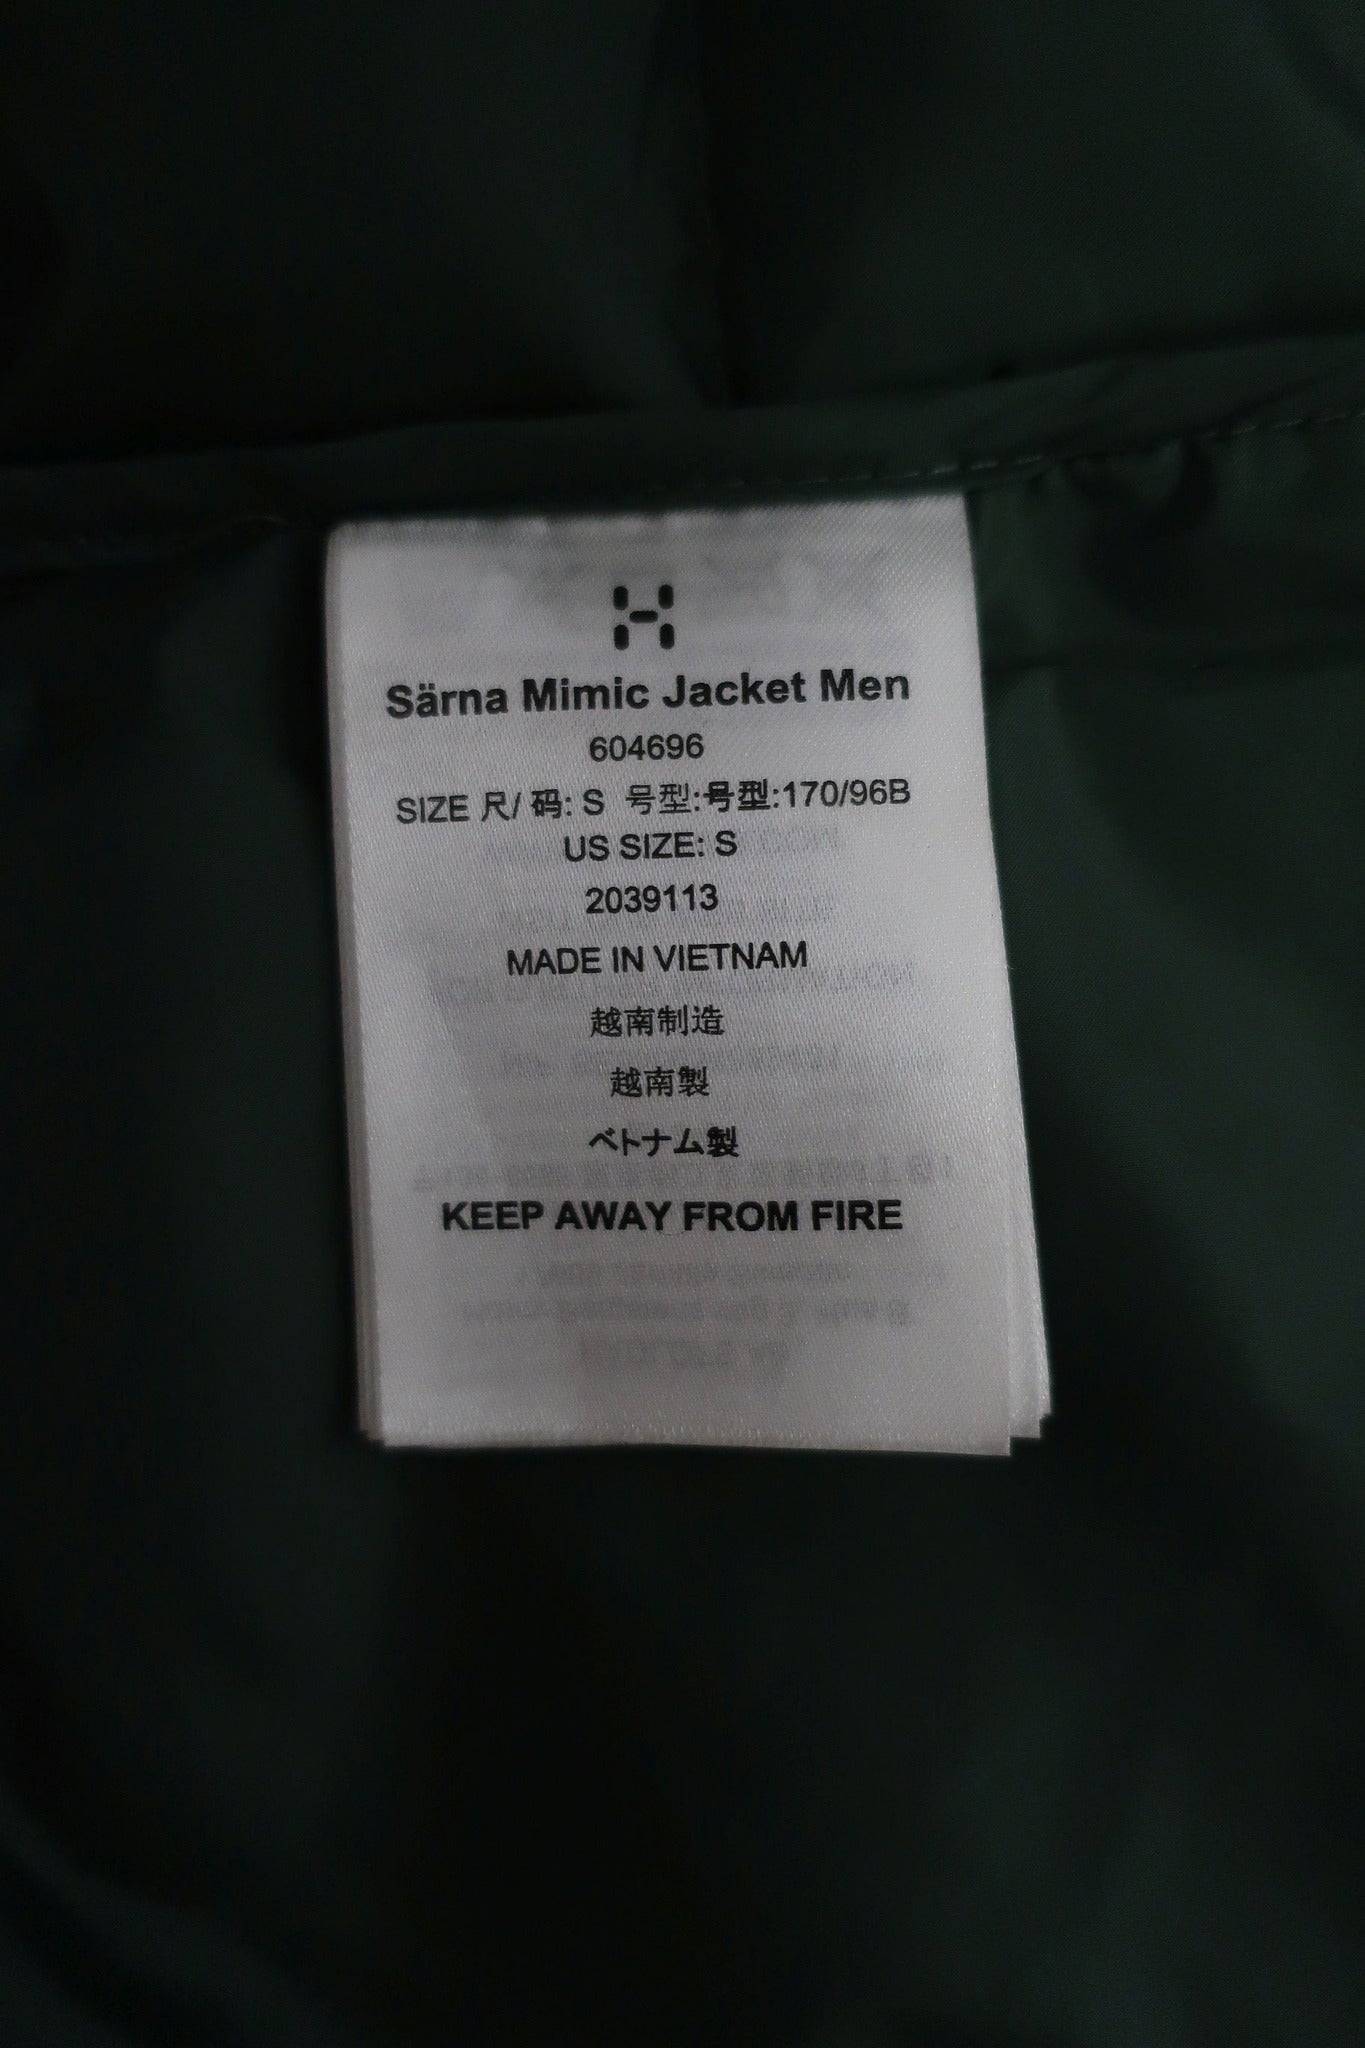 Särna Mimic Jacket Men
604696
SIZE 尺/ 码: S 号型:号型:170/96B
US SIZE: S
2039113
MADE IN VIETNAM
越南制造
越南製
ベトナム製
KEEP AWAY FROM FIRE